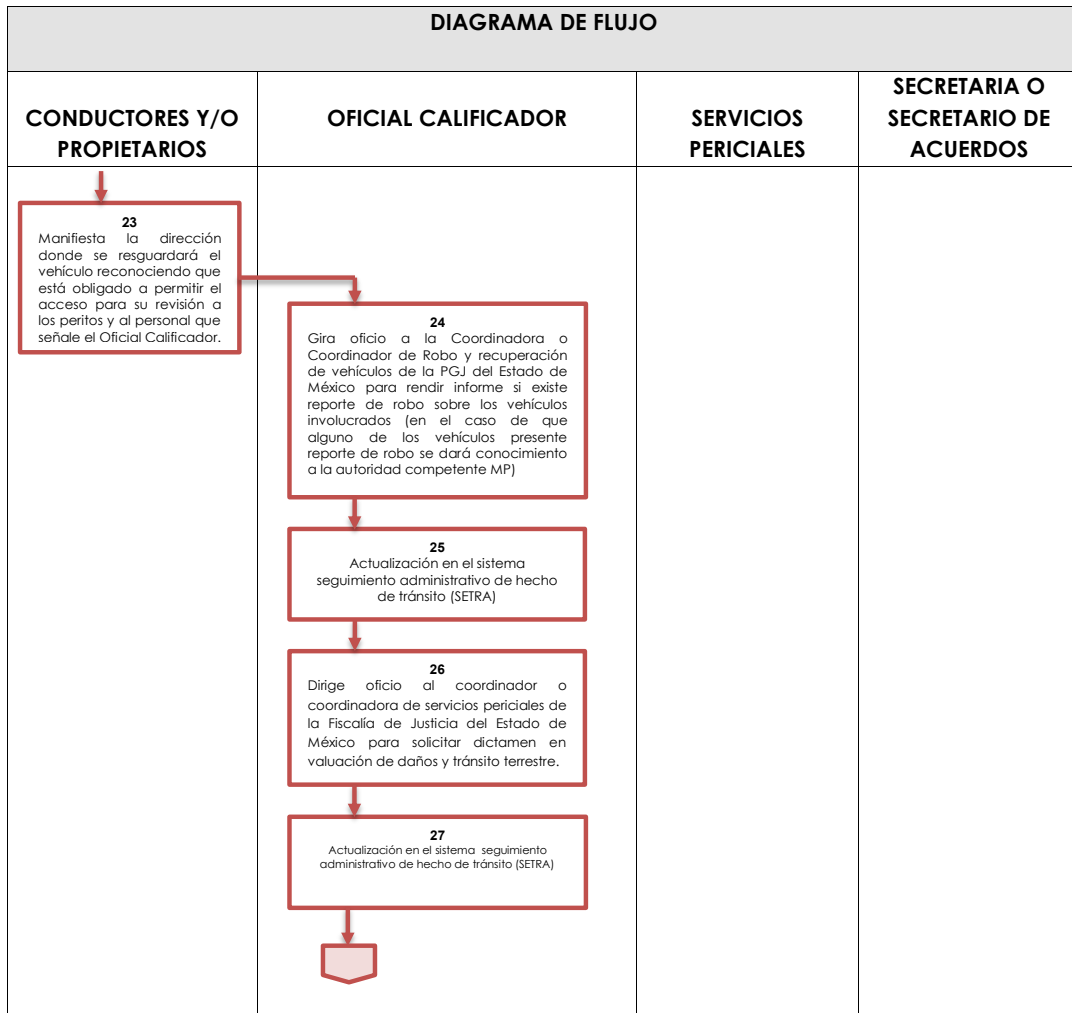 DIAGRAMA DE FLUJO
CONDUCTORES Y/O
PROPIETARIOS
OFICIAL CALIFICADOR
SERVICIOS
PERICIALES
SECRETARIA O
SECRETARIO DE
ACUERDOS
23
Manifiesta la dirección
donde se resguardará el
vehículo reconociendo que
está obligado a permitir el
acceso para su revisión a
los peritos y al personal que
señale el Oficial Calificador.
24
Gira oficio a la Coordinadora o
Coordinador de Robo y recuperación
de vehículos de la PGJ del Estado de
México para rendir informe si existe
reporte de robo sobre los vehículos
involucrados (en el caso de que
alguno de los vehículos presente
reporte de robo se dará conocimiento
a la autoridad competente MP)
25
Actualización en el sistema
seguimiento administrativo de hecho
de tránsito (SETRA)
26
Dirige oficio al coordinador o
coordinadora de servicios periciales de
la Fiscalía de Justicia del Estado de
México para solicitar dictamen en
valuación de daños y tránsito terrestre.
27
Actualización en el sistema seguimiento
administrativo de hecho de tránsito (SETRA)